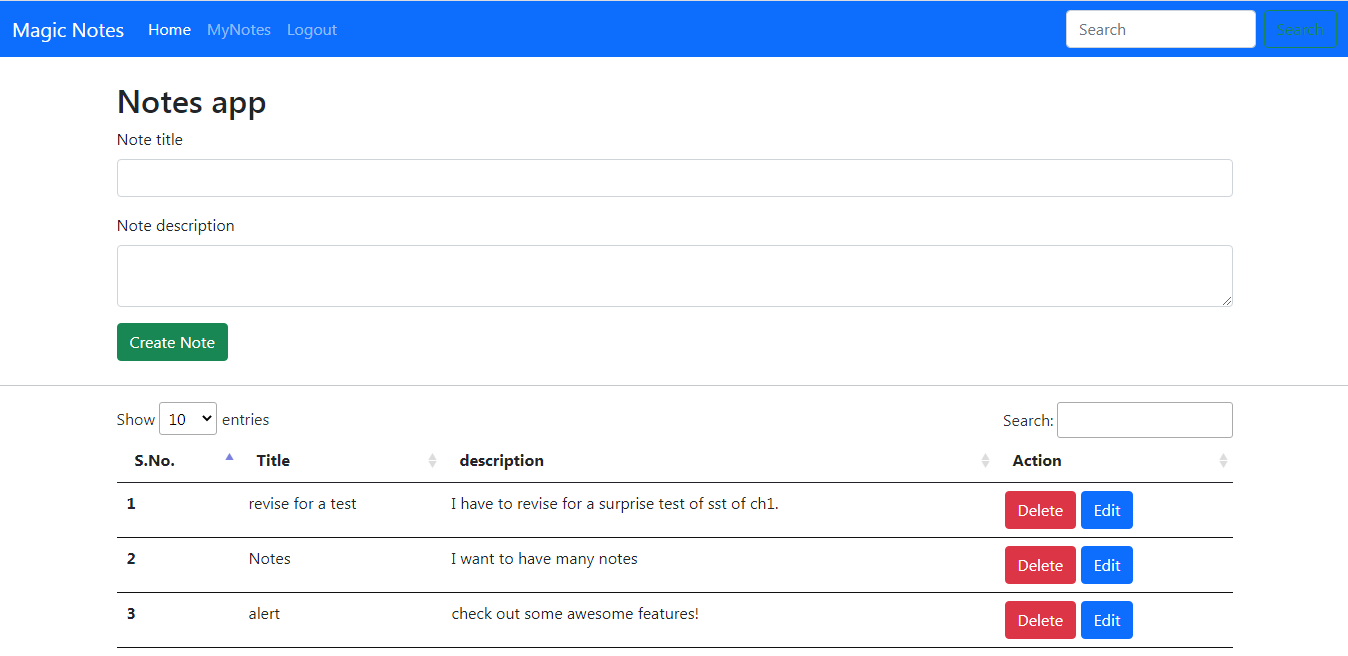 Magic Notes Home MyNotes Logout Search Search
Notes app
Note title
Note description
Create Note
Show 10 entries Search:
S.No. Title description Action
1 revise for a test I have to revise for a surprise test of sst of ch1. Delete Edit
2 Notes I want to have many notes Delete Edit
3 alert check out some awesome features! Delete Edit